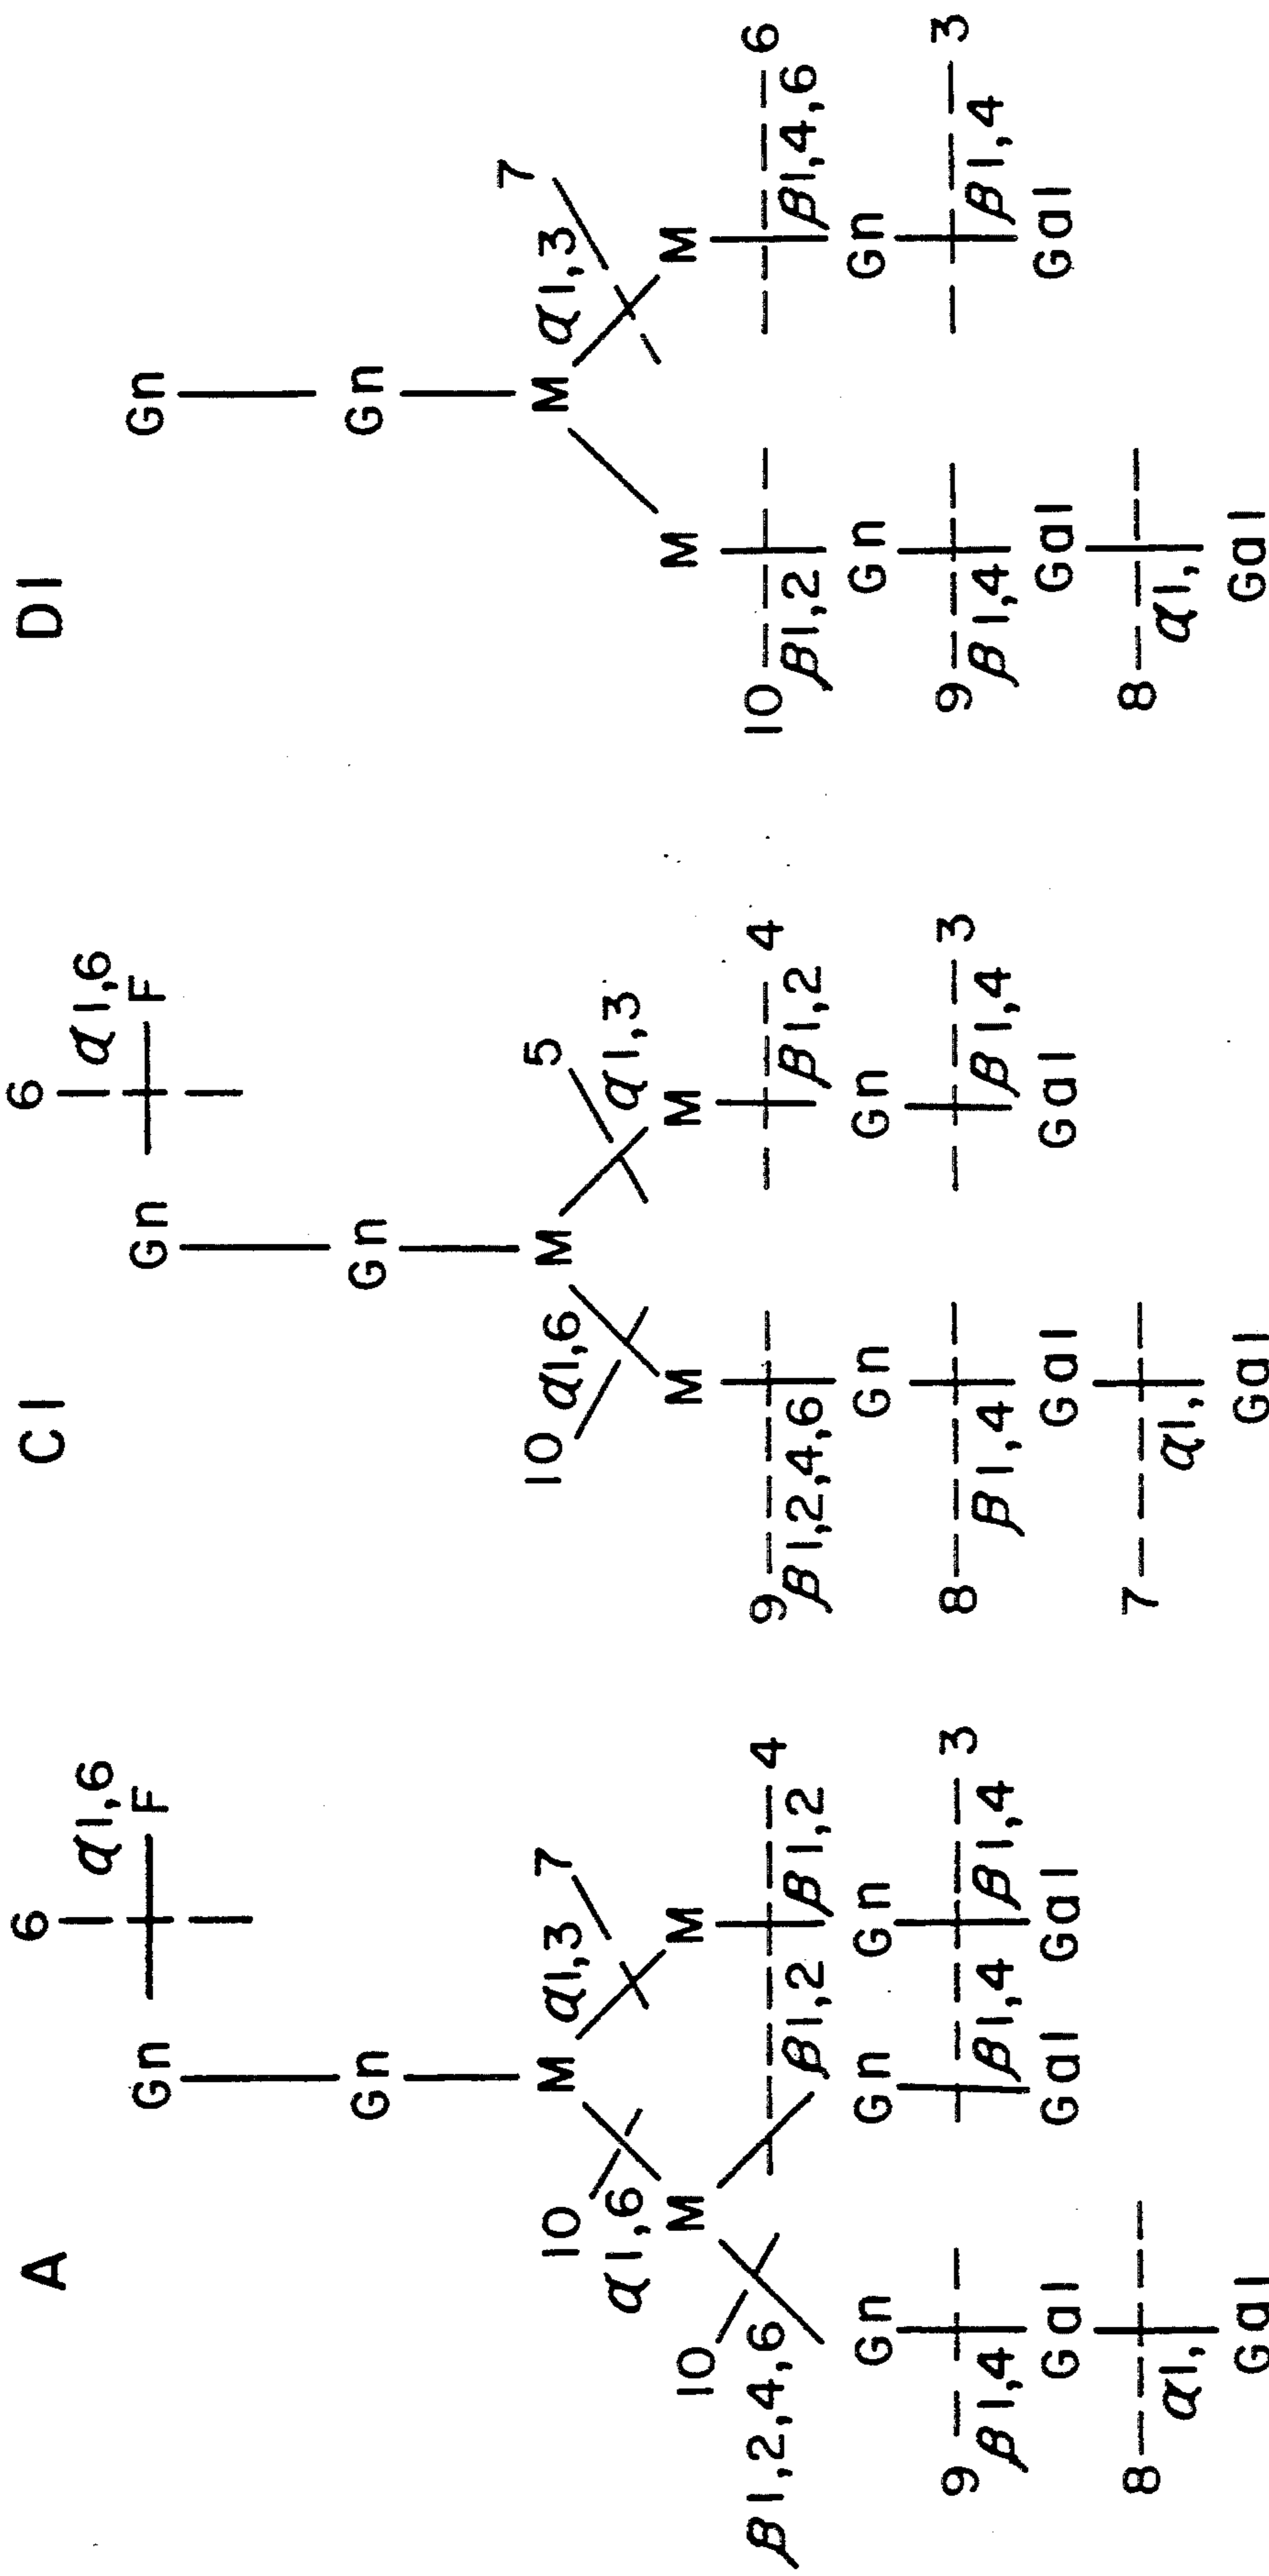 A
6
α1,6
Gn F
Gn
M α1,3 7
10
α1,6
M M
10 4
β1,2,4,6 β1,2 β1,2
Gn Gn Gn
9 3
β1,4 β1,4 β1,4
Gal Gal Gal
8
α1,
Gal
C1
6
α1,6
Gn F
Gn
10 M 5
α1,6 α1,3
M M
9 4
β1,2,4,6 β1,2
Gn Gn
8 3
β1,4 β1,4
Gal Gal
7
α1,
Gal
D1
Gn
Gn
7
M α1,3
M M
10 6
β1,2 β1,4,6
Gn Gn
9 3
β1,4 β1,4
Gal Gal
8
α1,
Gal